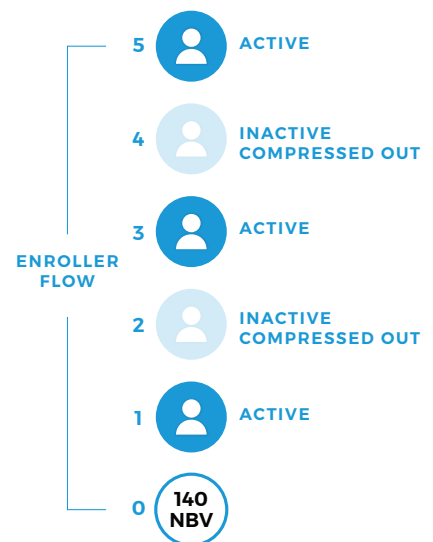 5 ACTIVE
4 INACTIVE
COMPRESSED OUT
3 ACTIVE
ENROLLER
FLOW
2 INACTIVE
COMPRESSED OUT
1 ACTIVE
0 140
NBV